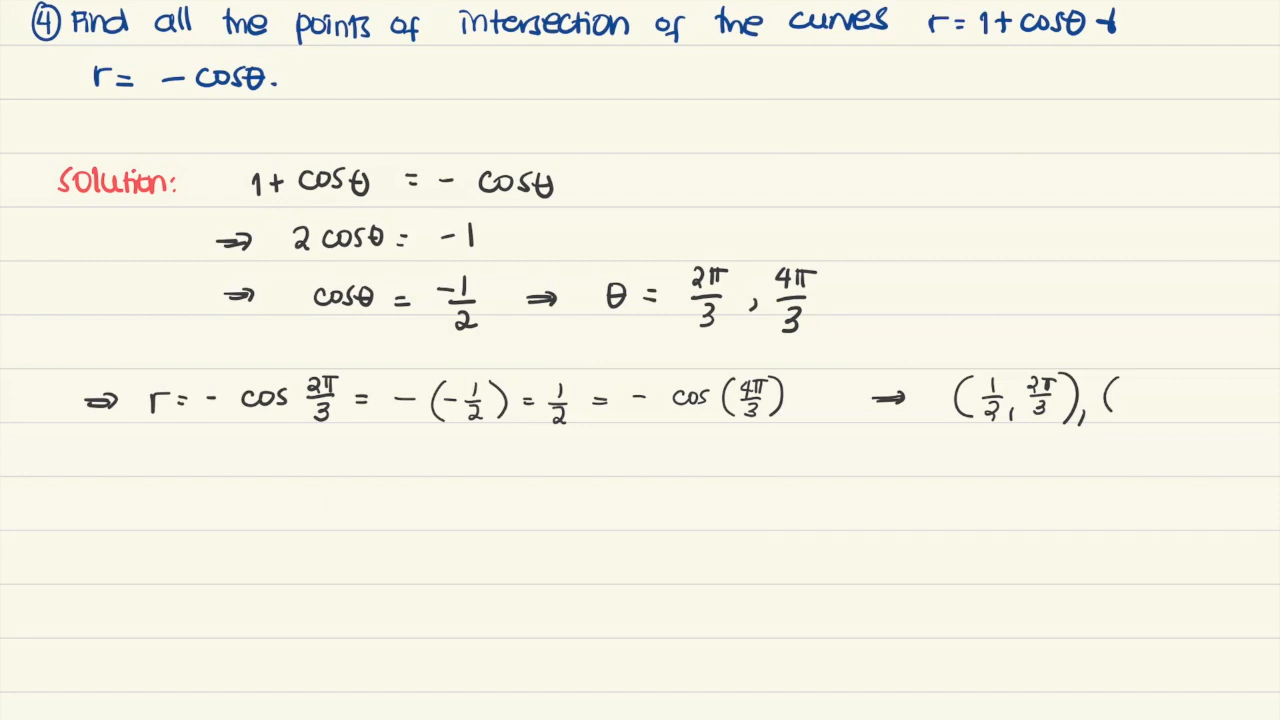 ④ Find all the points of intersection of the curves r = 1 + cosθ &
r = - cosθ.
Solution: 1 + cosθ = - cosθ
⇒ 2 cosθ = -1
⇒ cosθ = -1/2 ⇒ θ = 2π/3 , 4π/3
⇒ r = - cos 2π/3 = - (-1/2) = 1/2 = - cos (4π/3) → (1/2, 2π/3), (